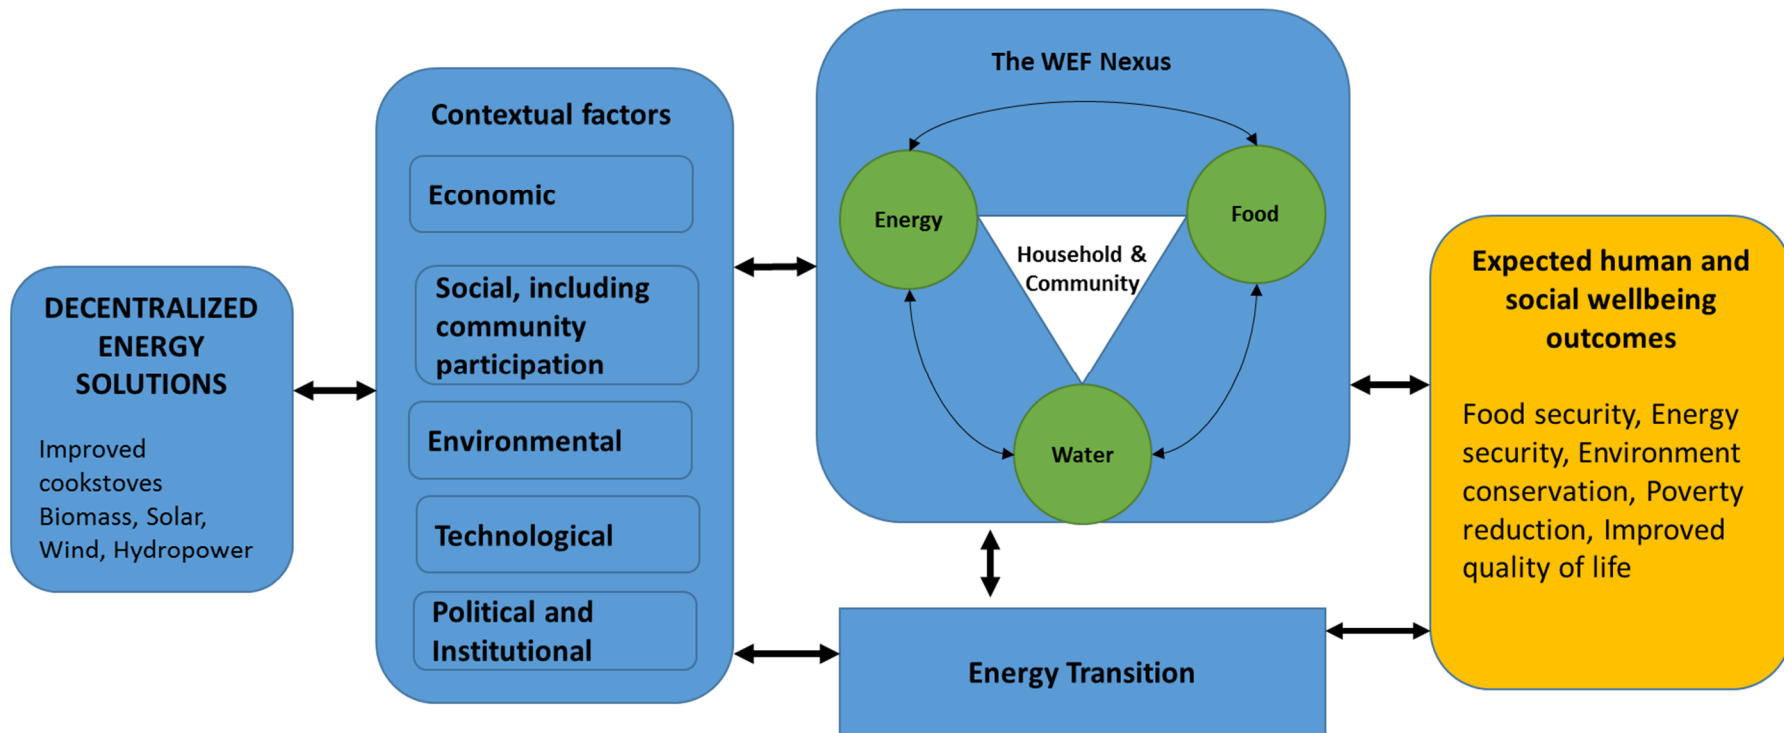 DECENTRALIZED
ENERGY
SOLUTIONS
Improved
cookstoves
Biomass, Solar,
Wind, Hydropower
Contextual factors
Economic
Social, including
community
participation
Environmental
Technological
Political and
Institutional
The WEF Nexus
Energy
Food
Household &
Community
Water
Energy Transition
Expected human and
social wellbeing
outcomes
Food security, Energy
security, Environment
conservation, Poverty
reduction, Improved
quality of life